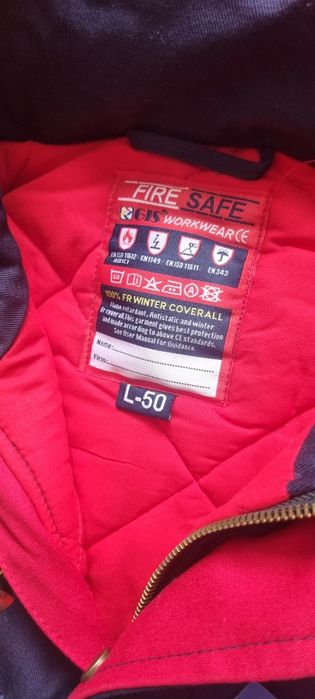 FIRE SAFE
GJS WORKWEAR CE
EN ISO 11612
A1B1C1
EN1149
EN ISO 11611
EN343
100% FR WINTER COVERALL
Flame retardant, Antistatic and winter
FR coverall. This garment gives best protection
and made according to above CE standards.
See User Manual For Guidance.
Name:
Firm:
L-50